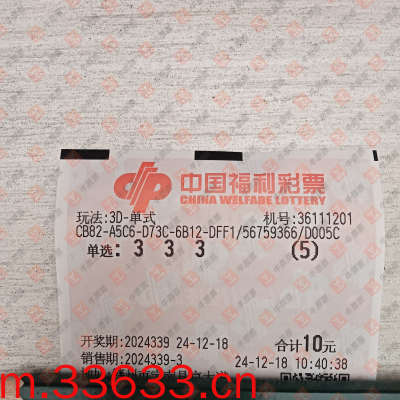 中国福利彩票
CHINA WELFARE LOTTERY
玩法:3D-单式 机号:36111201
CB82-A5C6-D73C-6B12-DFF1/56759366/D005C
单选: 3 3 3 (5)
开奖期:2024339 24-12-18 合计10元
销售期:2024339-3 24-12-18 10:40:38
m.33633.cn